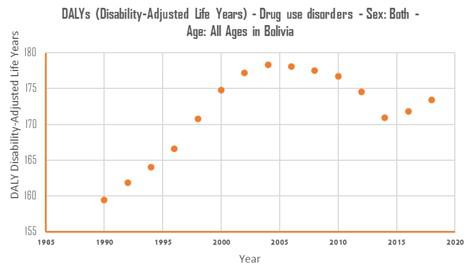 DALYs (Disability-Adjusted Life Years) - Drug use disorders - Sex: Both -
Age: All Ages in Bolivia
DALY Disability-Adjusted Life Years
180
175
170
165
160
155
1985 1990 1995 2000 2005 2010 2015 2020
Year